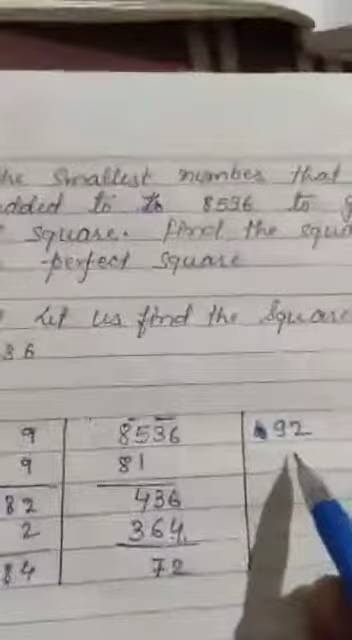 he smallest number that
added to to 8536 to g
square. find the squa
perfect square
Let us find the square
36
9 8536 92
9 81
82 436
2 364
84 72